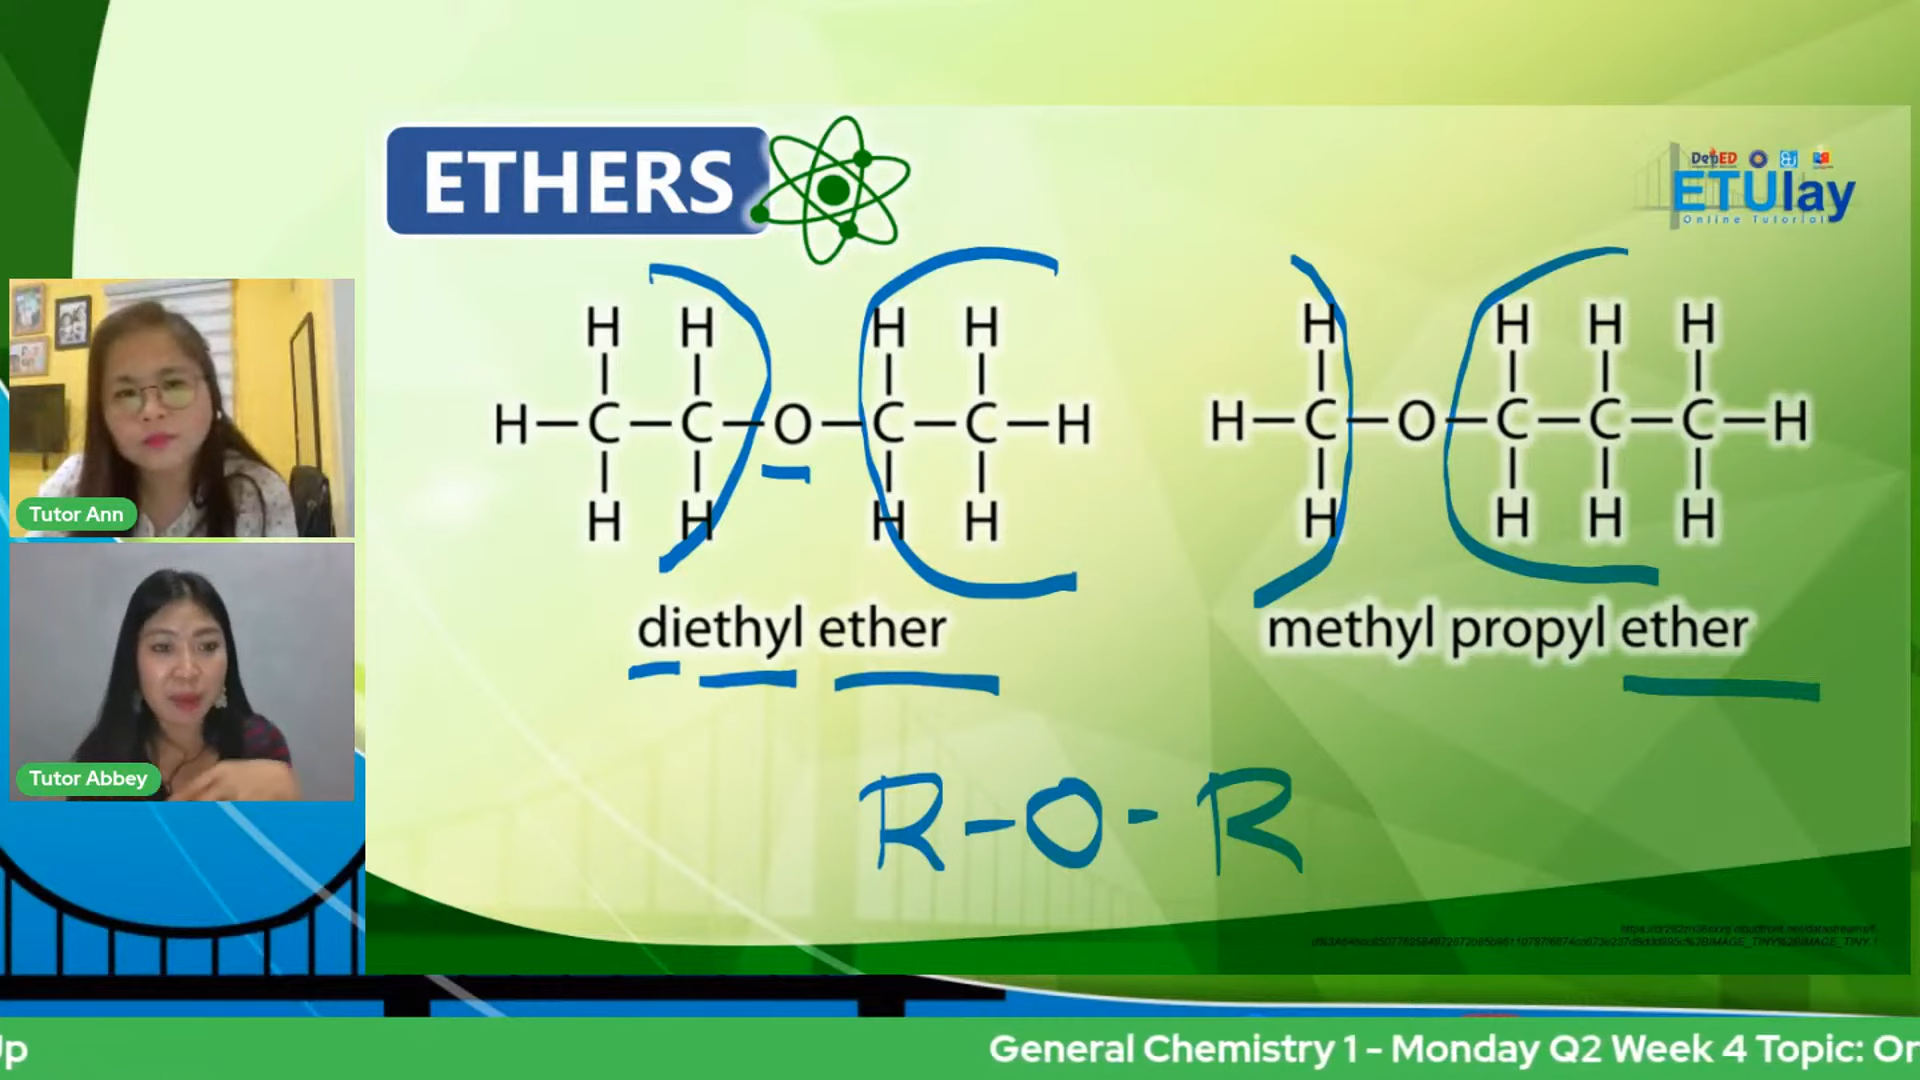 ETHERS
DepED
ETUlay
Online Tutorial
H H H H
H—C—C—O—C—C—H
H H H H
diethyl ether
H H H H
H—C—O—C—C—C—H
H H H H
methyl propyl ether
R-O-R
Tutor Ann
Tutor Abbey
General Chemistry 1 - Monday Q2 Week 4 Topic: Or